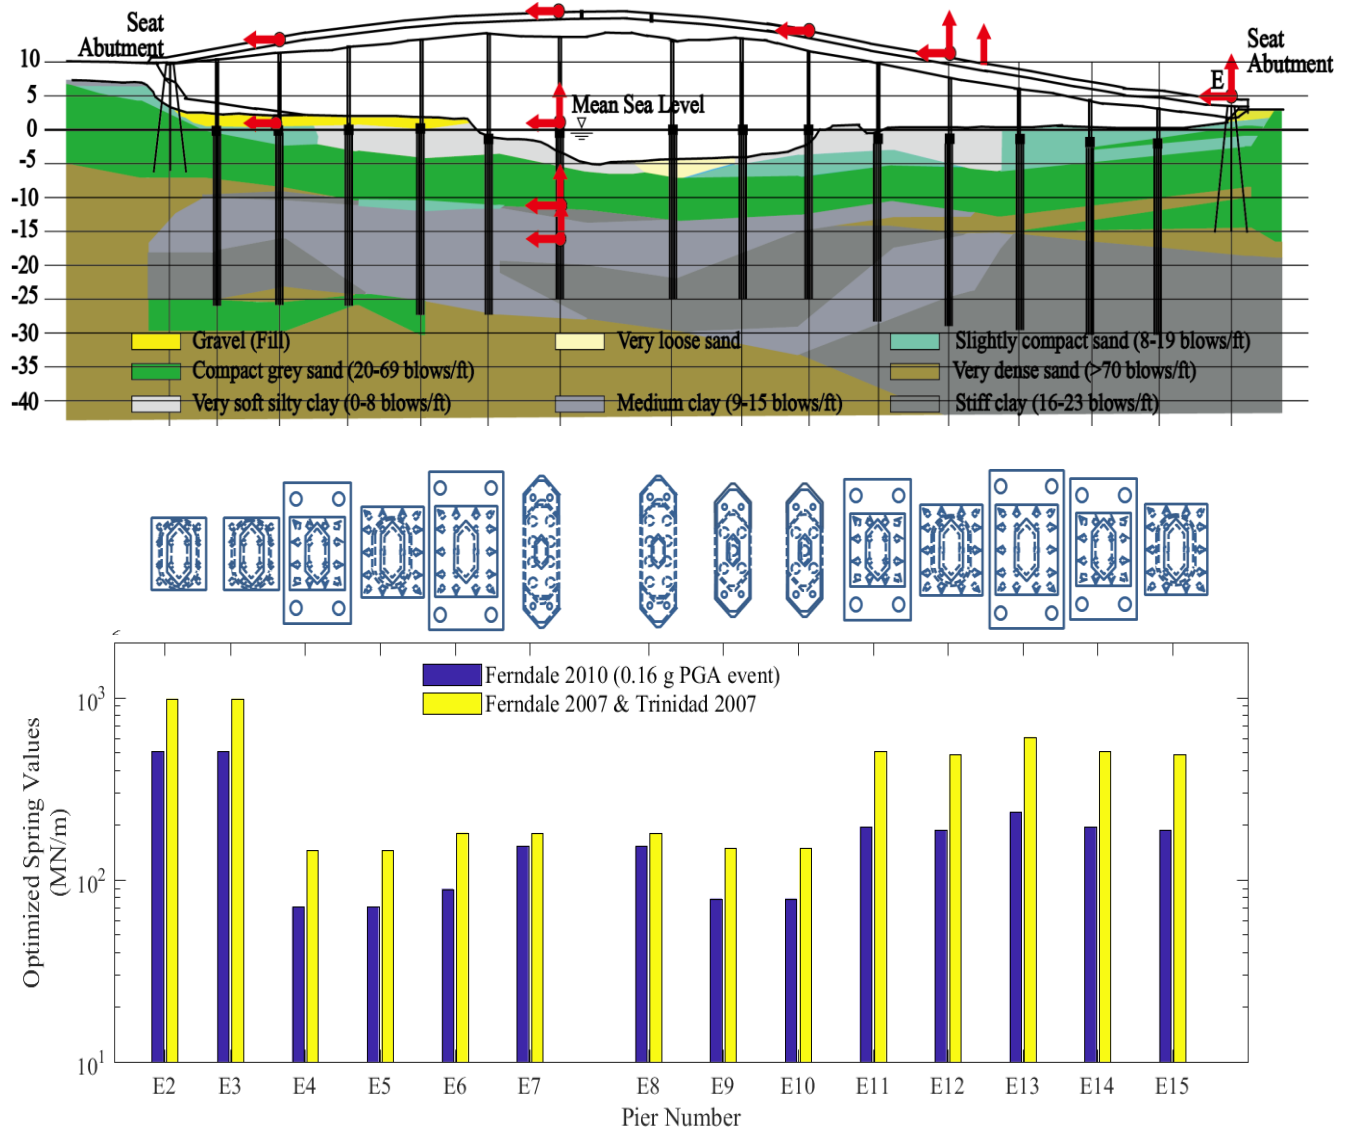 Seat
Abutment
Seat
Abutment
E
10
5
0
-5
-10
-15
-20
-25
-30
-35
-40
Mean Sea Level
Gravel (Fill)
Very loose sand
Slightly compact sand (8-19 blows/ft)
Compact grey sand (20-69 blows/ft)
Very dense sand (>70 blows/ft)
Very soft silty clay (0-8 blows/ft)
Medium clay (9-15 blows/ft)
Stiff clay (16-23 blows/ft)
Ferndale 2010 (0.16 g PGA event)
Ferndale 2007 & Trinidad 2007
Optimized Spring Values
(MN/m)
10³
10²
10¹
E2 E3 E4 E5 E6 E7 E8 E9 E10 E11 E12 E13 E14 E15
Pier Number